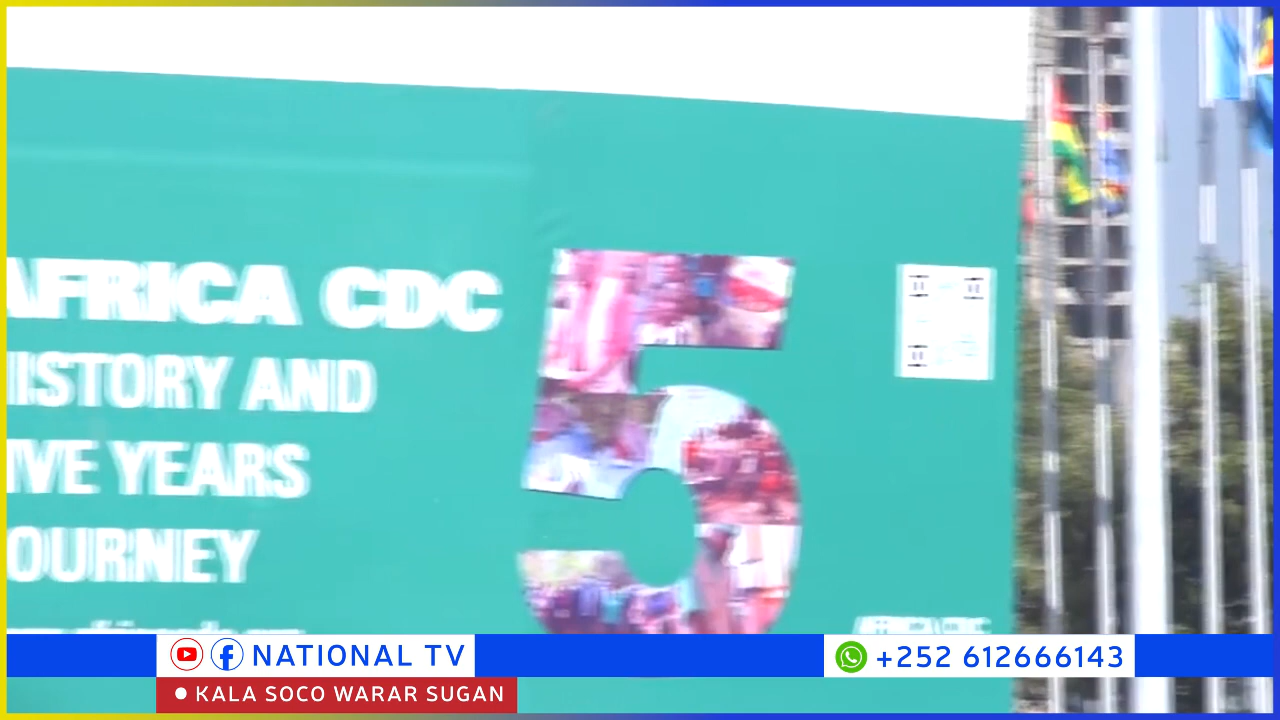 AFRICA CDC
ISTORY AND
IVE YEARS
OURNEY
5
NATIONAL TV
+252 612666143
KALA SOCO WARAR SUGAN